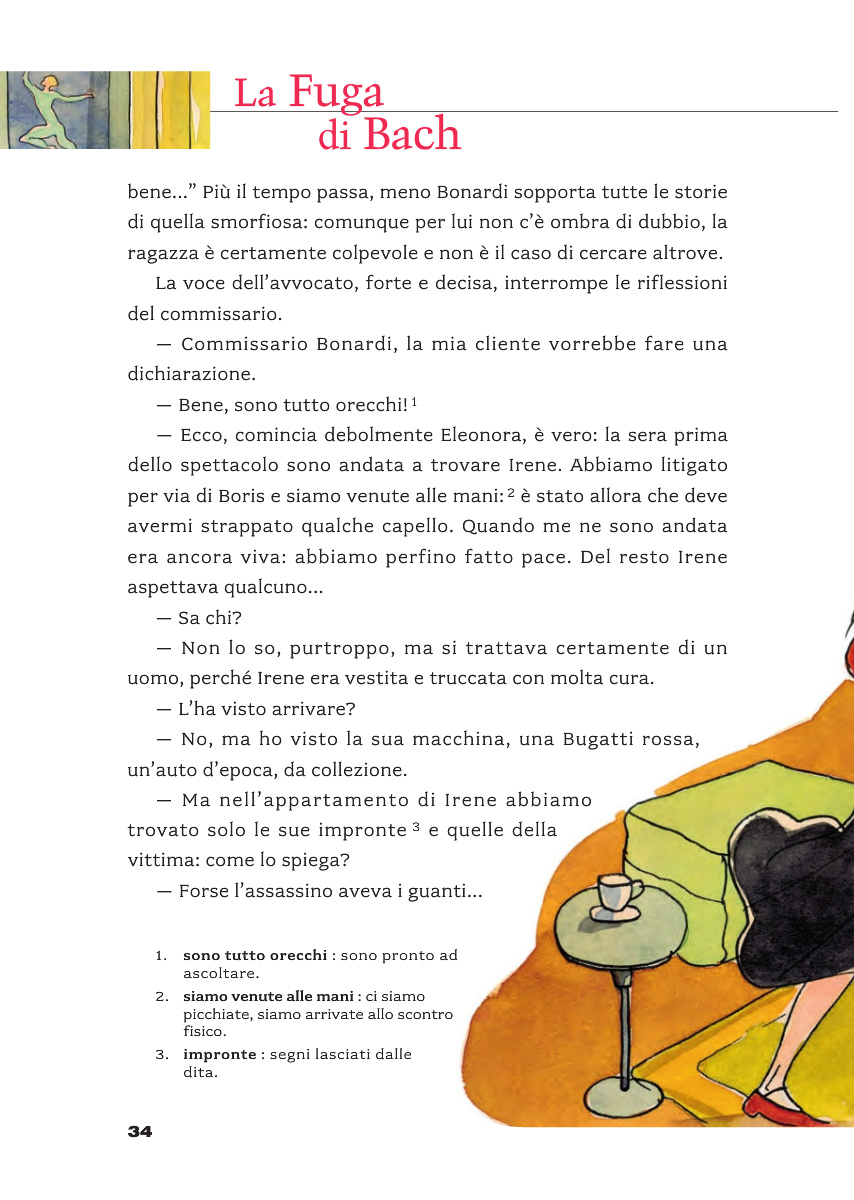 La Fuga
di Bach
bene...” Più il tempo passa, meno Bonardi sopporta tutte le storie
di quella smorfiosa: comunque per lui non c’è ombra di dubbio, la
ragazza è certamente colpevole e non è il caso di cercare altrove.
La voce dell’avvocato, forte e decisa, interrompe le riflessioni
del commissario.
— Commissario Bonardi, la mia cliente vorrebbe fare una
dichiarazione.
— Bene, sono tutto orecchi! 1
— Ecco, comincia debolmente Eleonora, è vero: la sera prima
dello spettacolo sono andata a trovare Irene. Abbiamo litigato
per via di Boris e siamo venute alle mani: 2 è stato allora che deve
avermi strappato qualche capello. Quando me ne sono andata
era ancora viva: abbiamo perfino fatto pace. Del resto Irene
aspettava qualcuno...
— Sa chi?
— Non lo so, purtroppo, ma si trattava certamente di un
uomo, perché Irene era vestita e truccata con molta cura.
— L’ha visto arrivare?
— No, ma ho visto la sua macchina, una Bugatti rossa,
un’auto d’epoca, da collezione.
— Ma nell’appartamento di Irene abbiamo
trovato solo le sue impronte 3 e quelle della
vittima: come lo spiega?
— Forse l’assassino aveva i guanti...
1. sono tutto orecchi : sono pronto ad
ascoltare.
2. siamo venute alle mani : ci siamo
picchiate, siamo arrivate allo scontro
fisico.
3. impronte : segni lasciati dalle
dita.
34